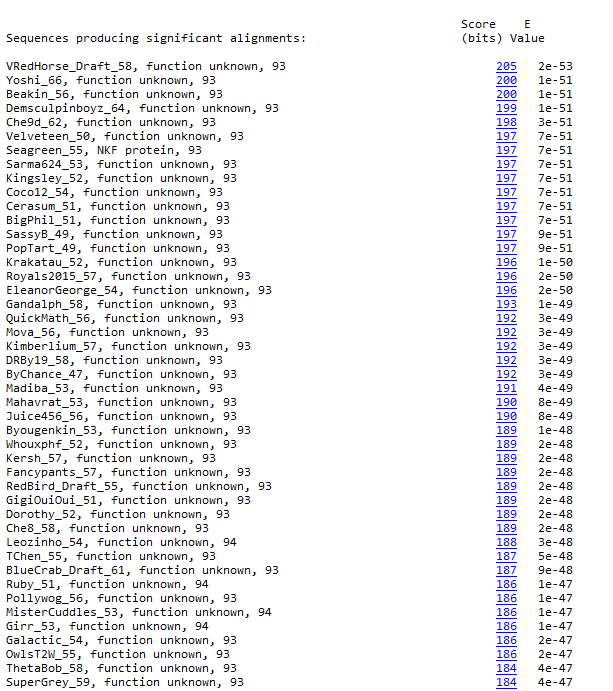 Score E
Sequences producing significant alignments: (bits) Value
VRedHorse_Draft_58, function unknown, 93 205 2e-53
Yoshi_66, function unknown, 93 200 1e-51
Beakin_56, function unknown, 93 200 1e-51
Demsculpinboyz_64, function unknown, 93 199 1e-51
Che9d_62, function unknown, 93 198 3e-51
Velveteen_50, function unknown, 93 197 7e-51
Seagreen_55, NKF protein, 93 197 7e-51
Sarma624_53, function unknown, 93 197 7e-51
Kingsley_52, function unknown, 93 197 7e-51
Coco12_54, function unknown, 93 197 7e-51
Cerasum_51, function unknown, 93 197 7e-51
BigPhil_51, function unknown, 93 197 7e-51
SassyB_49, function unknown, 93 197 9e-51
PopTart_49, function unknown, 93 197 9e-51
Krakatau_52, function unknown, 93 196 1e-50
Royals2015_57, function unknown, 93 196 2e-50
EleanorGeorge_54, function unknown, 93 196 2e-50
Gandalph_58, function unknown, 93 193 1e-49
QuickMath_56, function unknown, 93 192 3e-49
Mova_56, function unknown, 93 192 3e-49
Kimberlium_57, function unknown, 93 192 3e-49
DRBy19_58, function unknown, 93 192 3e-49
ByChance_47, function unknown, 93 192 3e-49
Madiba_53, function unknown, 93 191 4e-49
Mahavrat_53, function unknown, 93 190 8e-49
Juice456_56, function unknown, 93 190 8e-49
Byougenkin_53, function unknown, 93 189 1e-48
Whouxphf_52, function unknown, 93 189 2e-48
Kersh_57, function unknown, 93 189 2e-48
Fancypants_57, function unknown, 93 189 2e-48
RedBird_Draft_55, function unknown, 93 189 2e-48
GigiOuiOui_51, function unknown, 93 189 2e-48
Dorothy_52, function unknown, 93 189 2e-48
Che8_58, function unknown, 93 189 2e-48
Leozinho_54, function unknown, 94 188 3e-48
TChen_55, function unknown, 93 187 5e-48
BlueCrab_Draft_61, function unknown, 93 187 9e-48
Ruby_51, function unknown, 94 186 1e-47
Pollywog_56, function unknown, 93 186 1e-47
MisterCuddles_53, function unknown, 94 186 1e-47
Girr_53, function unknown, 94 186 1e-47
Galactic_54, function unknown, 93 186 2e-47
OwlsT2W_55, function unknown, 93 186 2e-47
ThetaBob_58, function unknown, 93 184 4e-47
SuperGrey_59, function unknown, 93 184 4e-47